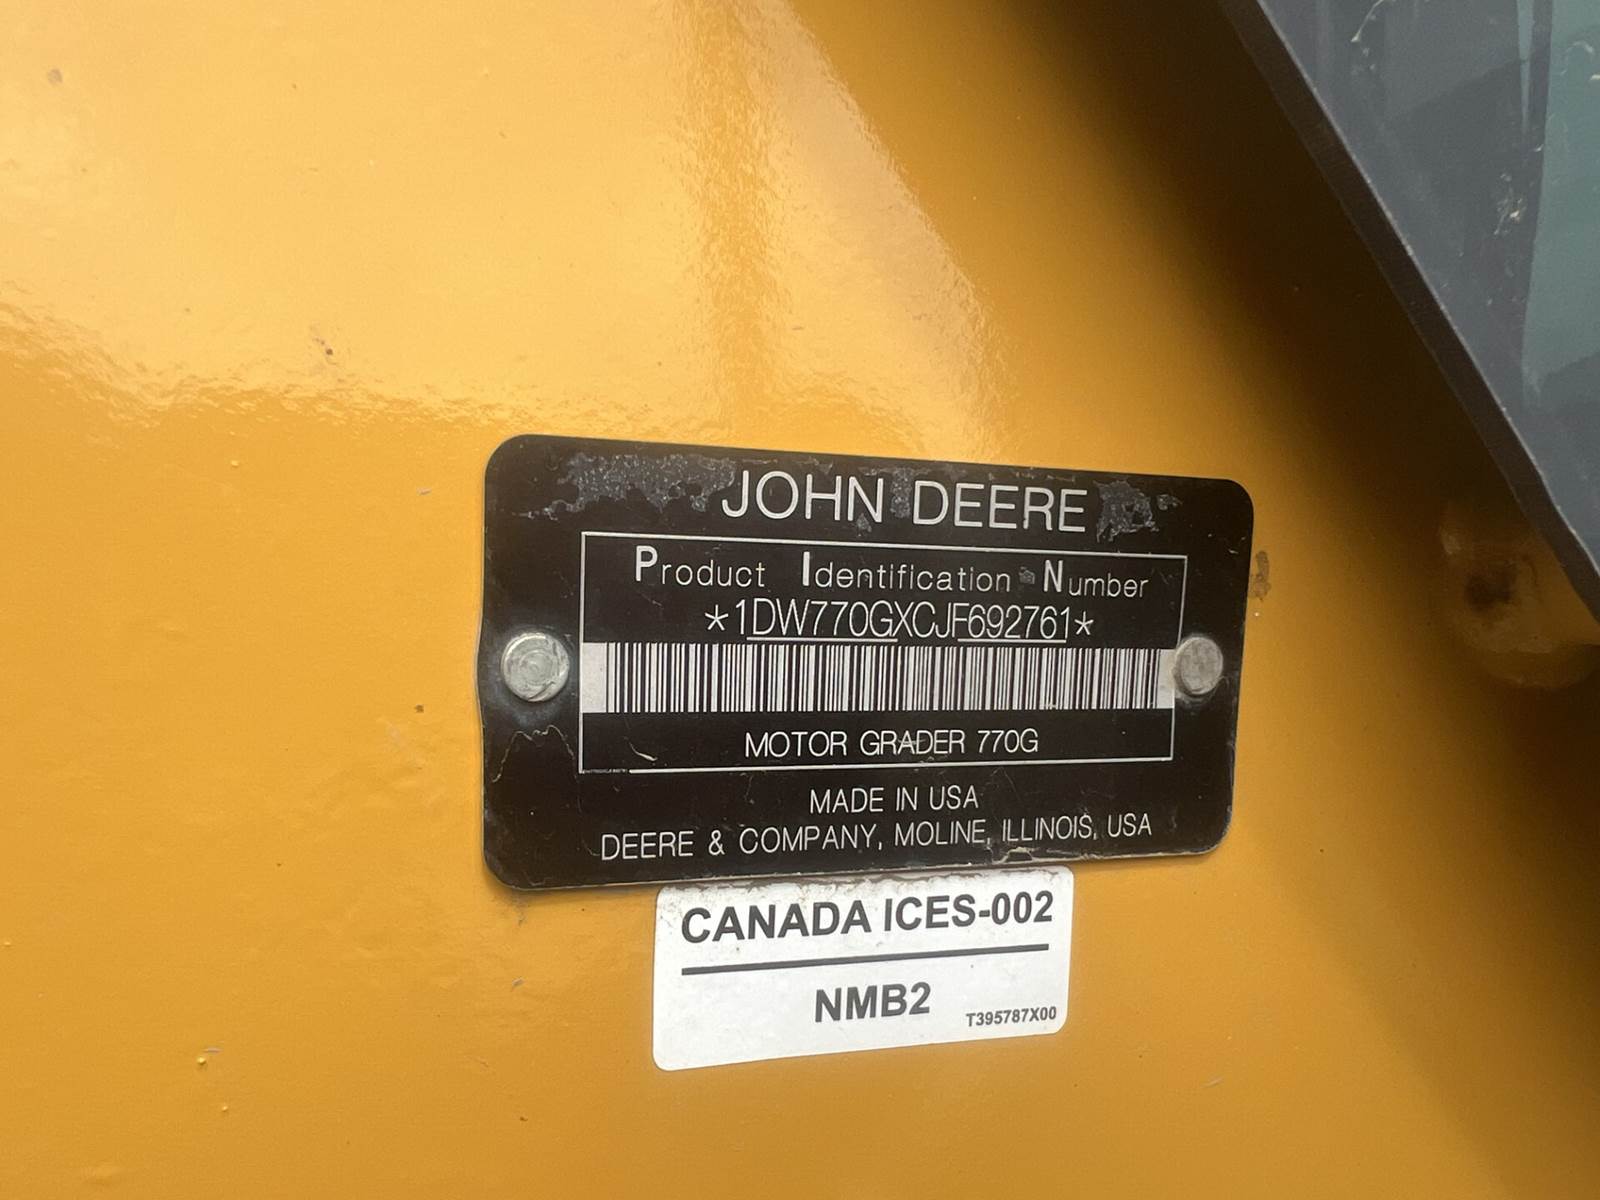 JOHN DEERE
Product Identification Number
*1DW770GXCJF692761*
MOTOR GRADER 770G
MADE IN USA
DEERE & COMPANY, MOLINE, ILLINOIS, USA
CANADA ICES-002
NMB2
T395787X00